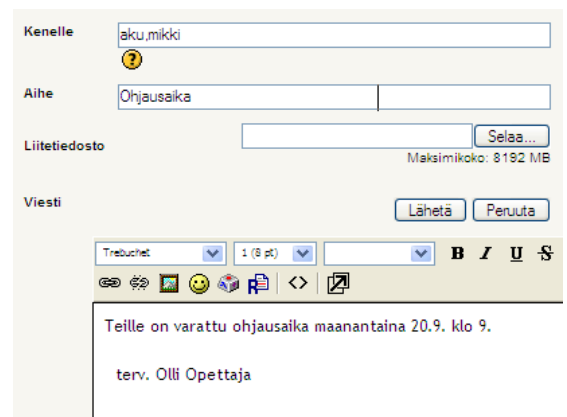 Kenelle aku,mikki
?
Aihe Ohjausaika
Liitetiedosto Selaa...
Maksimikoko: 8192 MB
Viesti Lähetä Peruuta
Trebuchet 1 (8 pt) B I U S
<>
Teille on varattu ohjausaika maanantaina 20.9. klo 9.
terv. Olli Opettaja